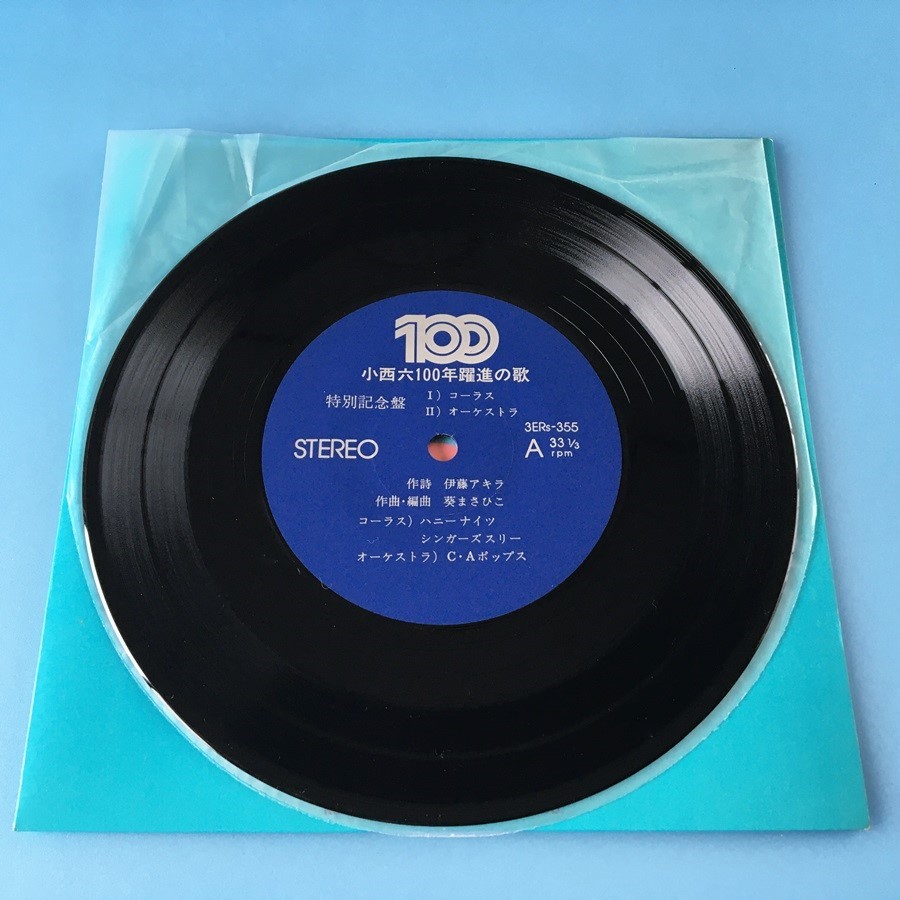 100
小西六100年躍進の歌
特別記念盤
I) コーラス
II) オーケストラ
3ERs-355
STEREO
A 33 1/3 rpm
作詩 伊藤アキラ
作曲・編曲 葵まさひこ
コーラス) ハニーナイツ
シンガーズスリー
オーケストラ) C・Aポップス